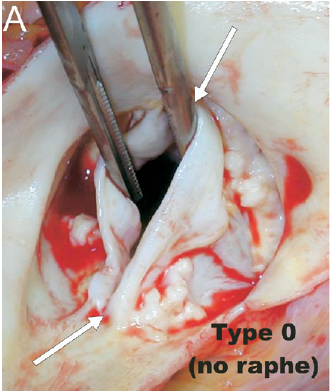 A
Type 0
(no raphe)